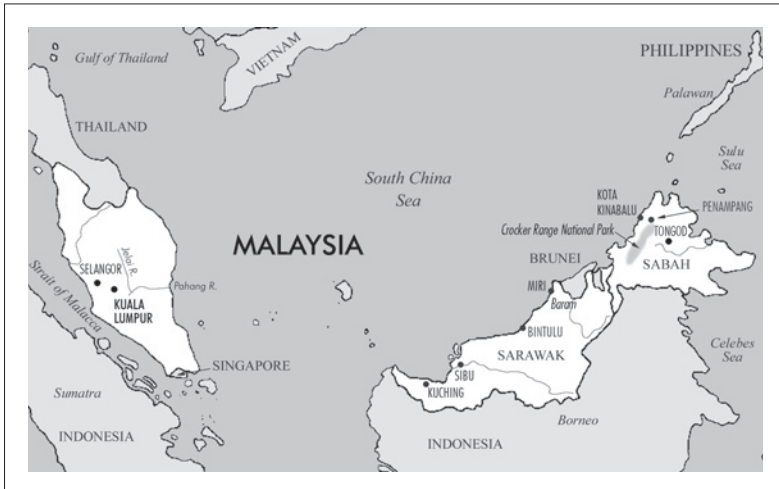 Gulf of Thailand
VIETNAM
PHILIPPINES
Palawan
THAILAND
Sulu
Sea
South China
Sea
KOTA
KINABALU
PENAMPANG
Crocker Range National Park
TONGOD
MALAYSIA
BRUNEI
SABAH
Jelai R.
SELANGOR
KUALA
LUMPUR
Pahang R.
Strait of Malacca
MIRI
Baram
BINTULU
Celebes
Sea
SARAWAK
SINGAPORE
SIBU
KUCHING
Sumatra
Borneo
INDONESIA
INDONESIA